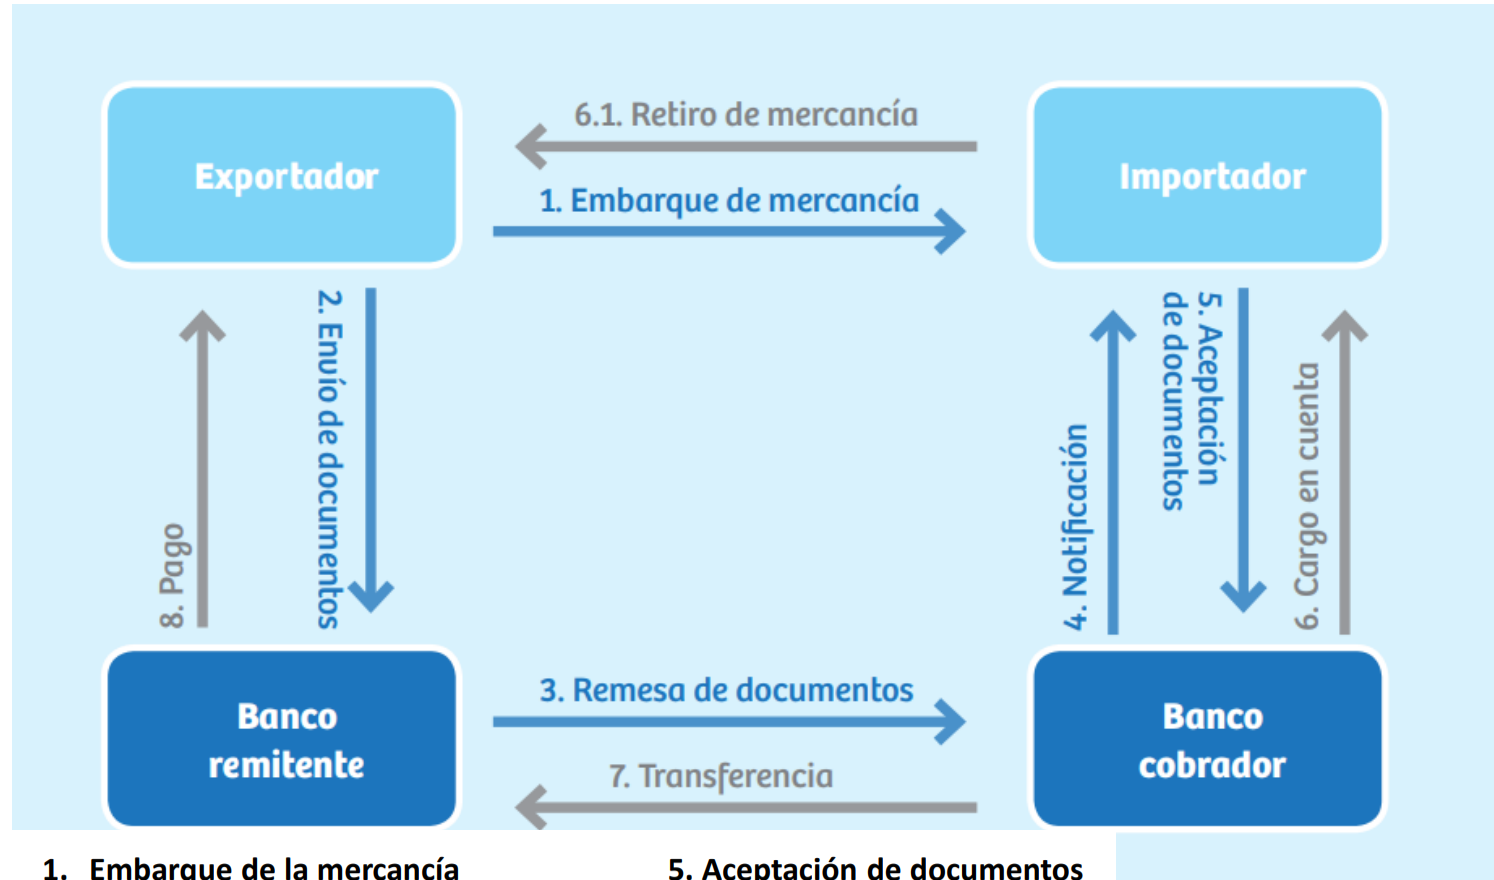 6.1. Retiro de mercancía
Exportador
Importador
1. Embarque de mercancía
2. Envío de documentos
5. Aceptación
de documentos
4. Notificación
6. Cargo en cuenta
8. Pago
3. Remesa de documentos
Banco
remitente
Banco
cobrador
7. Transferencia
1. Embarque de la mercancía
5. Aceptación de documentos